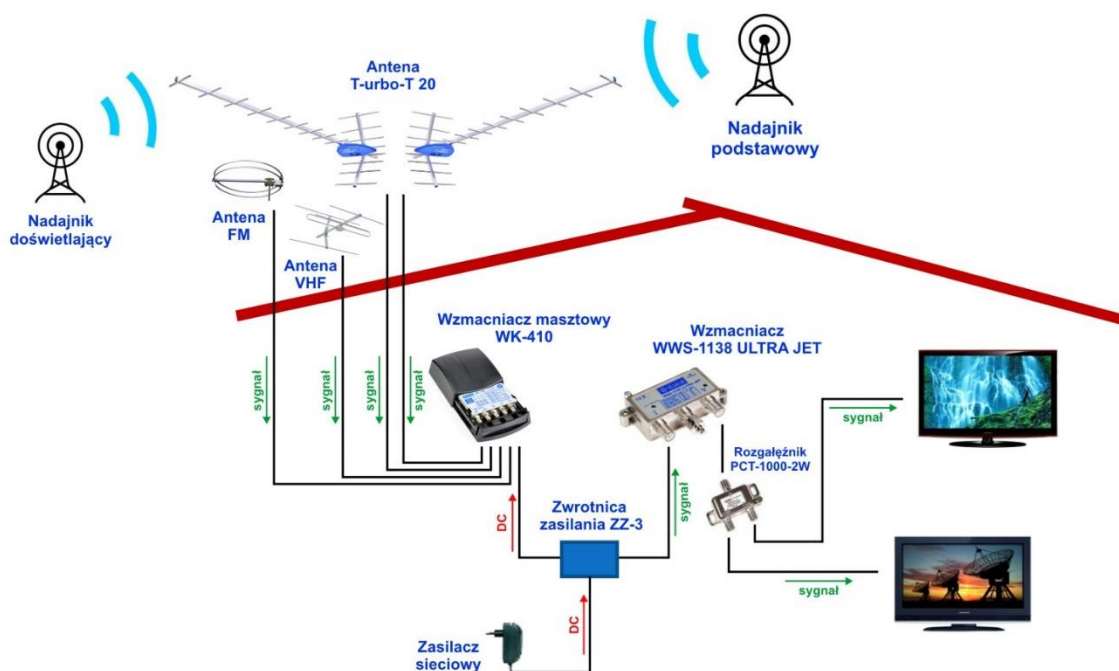 Antena
T-urbo-T 20
Nadajnik
podstawowy
Nadajnik
doświetlający
Antena
FM
Antena
VHF
Wzmacniacz masztowy
WK-410
Wzmacniacz
WWS-1138 ULTRA JET
sygnał
sygnał
sygnał
sygnał
sygnał
Rozgałęźnik
PCT-1000-2W
sygnał
DC
Zwrotnica
zasilania ZZ-3
sygnał
DC
Zasilacz
sieciowy